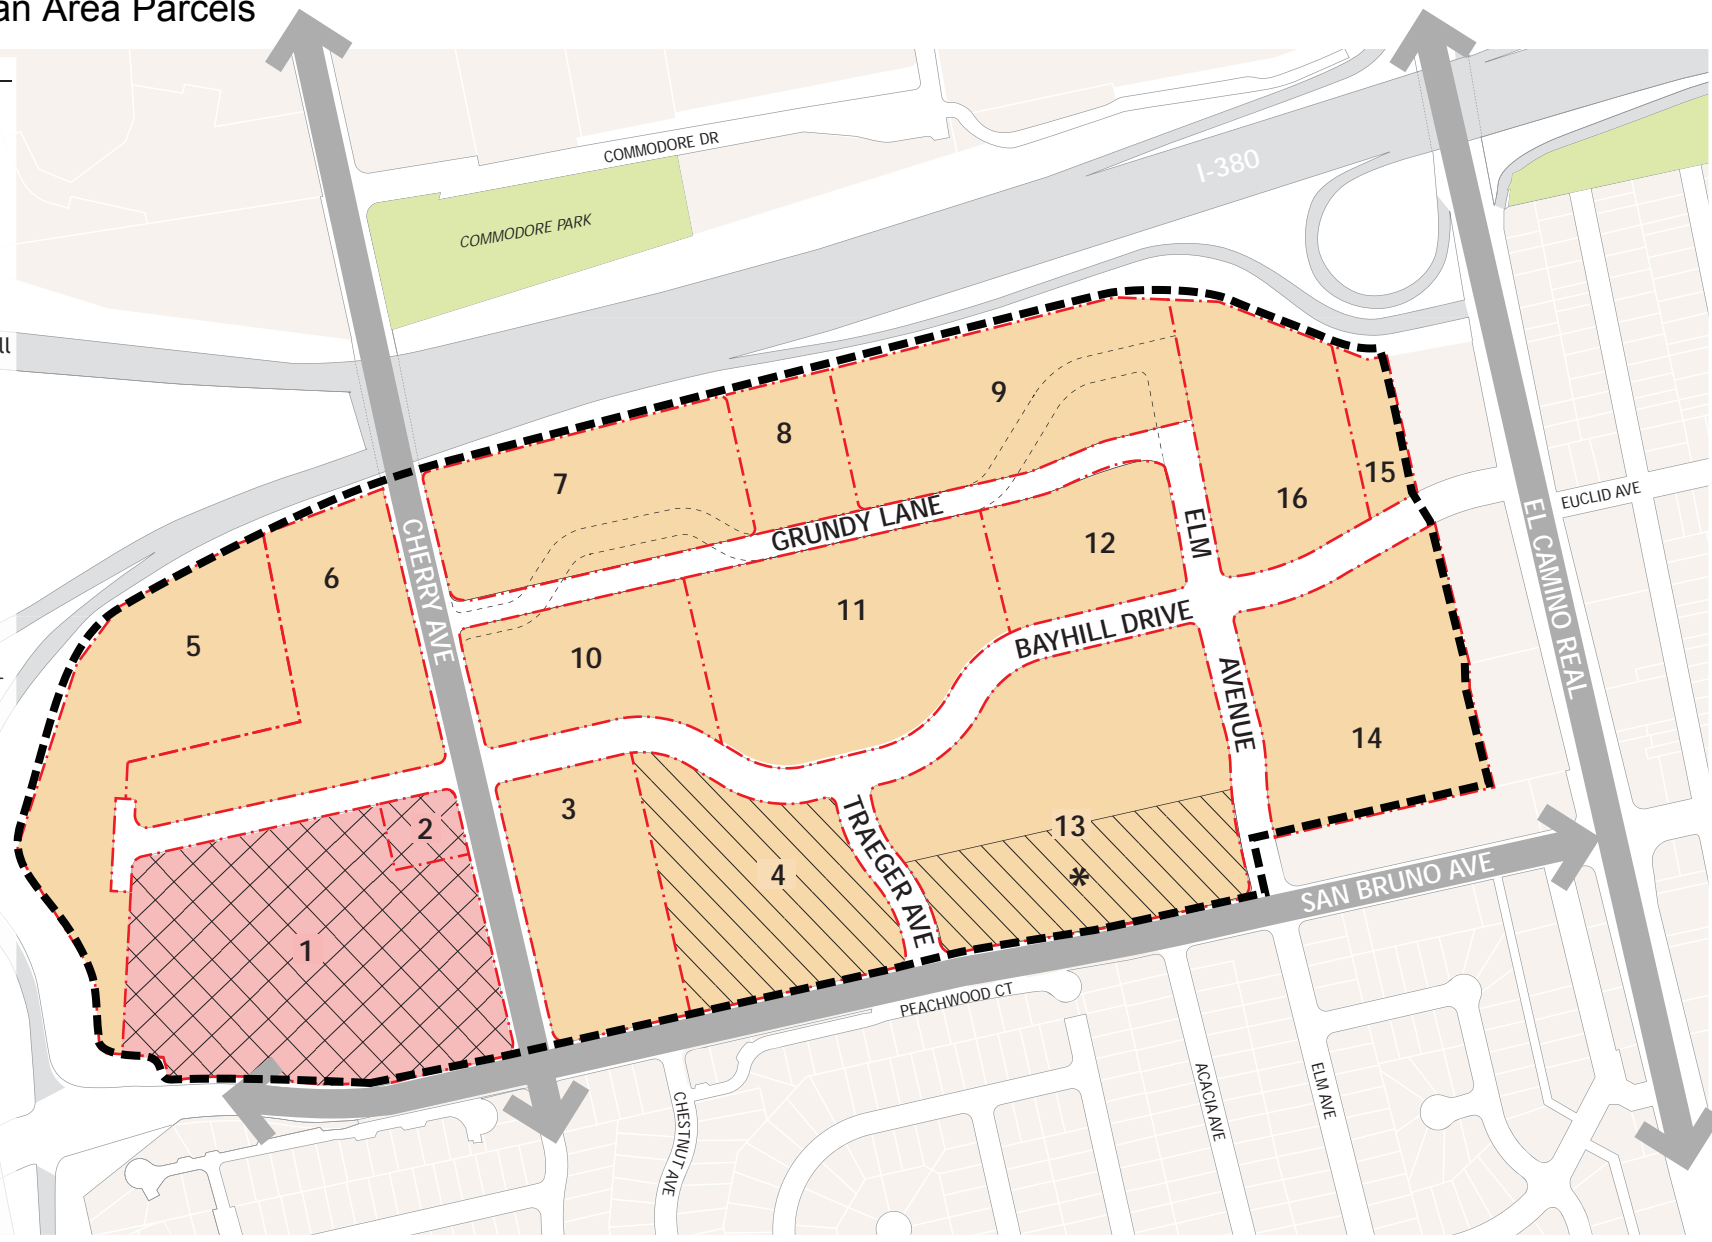 an Area Parcels
COMMODORE DR
I-380
COMMODORE PARK
ll
9
8
7
15
16
EUCLID AVE
GRUNDY LANE
ELM
CHERRY AVE
12
EL CAMINO REAL
6
11
5
10
BAYHILL DRIVE
AVENUE
14
3
2
13
TRAEGER AVE
4
*
SAN BRUNO AVE
1
PEACHWOOD CT
CHESTNUT AVE
ACACIA AVE
ELM AVE